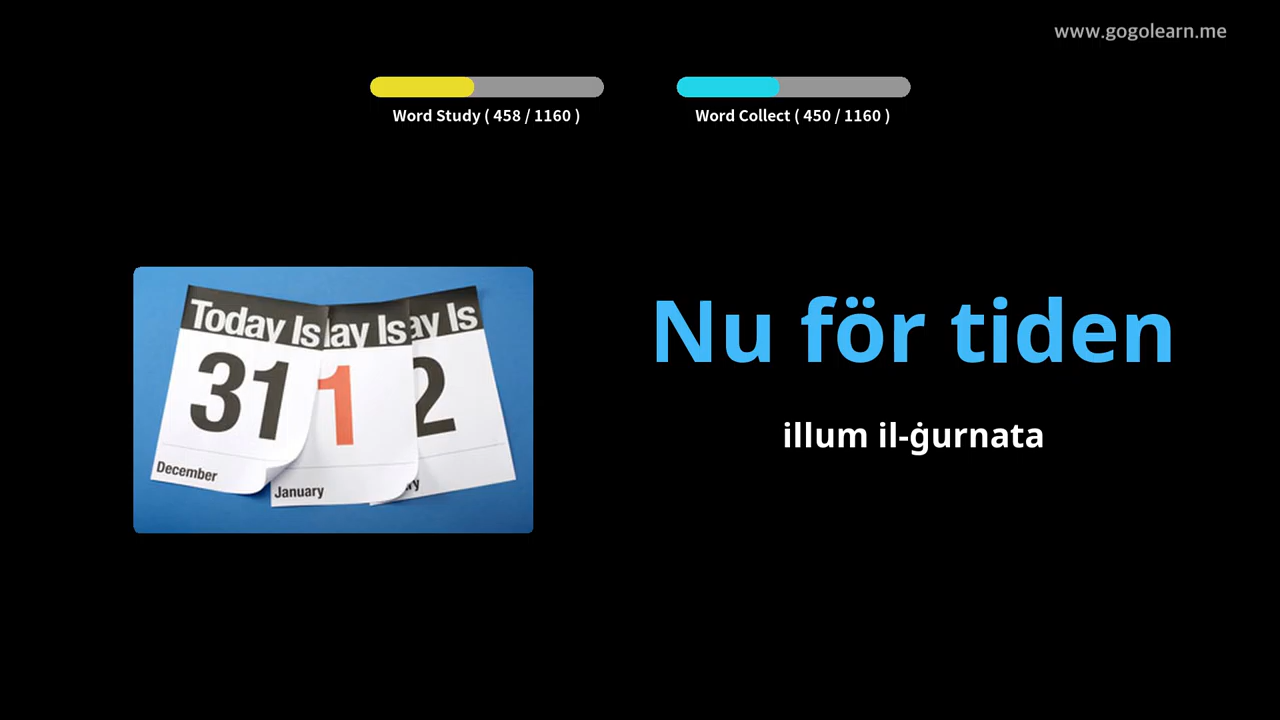 www.gogolearn.me
Word Study ( 458 / 1160 )
Word Collect ( 450 / 1160 )
Today Is
ay Is
ay Is
31
1
2
December
January
ry
Nu för tiden
illum il-ġurnata